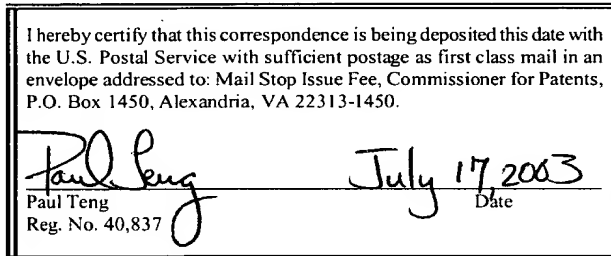 I hereby certify that this correspondence is being deposited this date with
the U.S. Postal Service with sufficient postage as first class mail in an
envelope addressed to: Mail Stop Issue Fee, Commissioner for Patents,
P.O. Box 1450, Alexandria, VA 22313-1450.
Paul Teng July 17, 2003
Paul Teng Date
Reg. No. 40,837